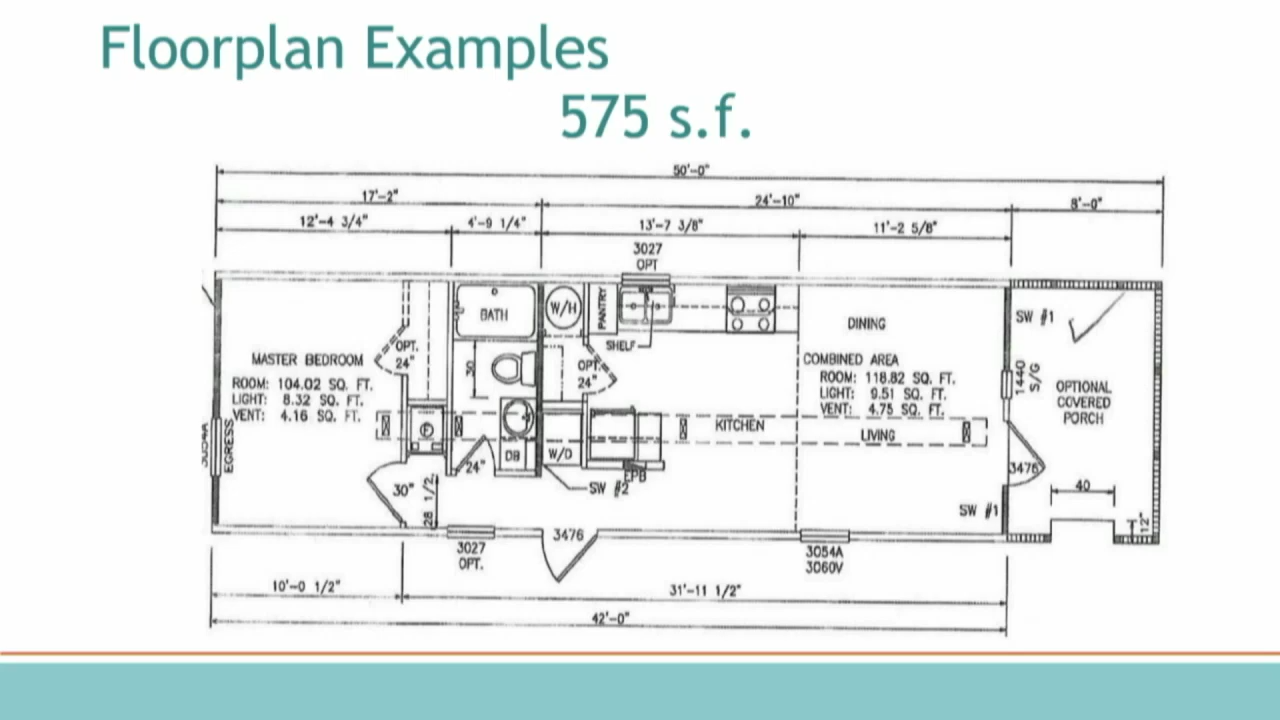 Floorplan Examples
575 s.f.
50'-0"
17'-2"
24'-10"
8'-0"
12'-4 3/4"
4'-9 1/4"
13'-7 3/8"
11'-2 5/8"
3027
OPT
BATH
W/H
PANTRY
SHELF
DINING
SW #1
OPT.
24"
MASTER BEDROOM
ROOM: 104.02 SQ. FT.
LIGHT: 8.32 SQ. FT.
VENT: 4.16 SQ. FT.
30
OPT.
24"
COMBINED AREA
ROOM: 118.82 SQ. FT.
LIGHT: 9.51 SQ. FT.
VENT: 4.75 SQ. FT.
1440
S/G
OPTIONAL
COVERED
PORCH
EGRESS
F
KITCHEN
LIVING
DB
W/D
24"
EPB
SW #2
30"
28 1/2
3476
40
12"
SW #1
3027
OPT.
3476
3054A
3060V
10'-0 1/2"
31'-11 1/2"
42'-0"